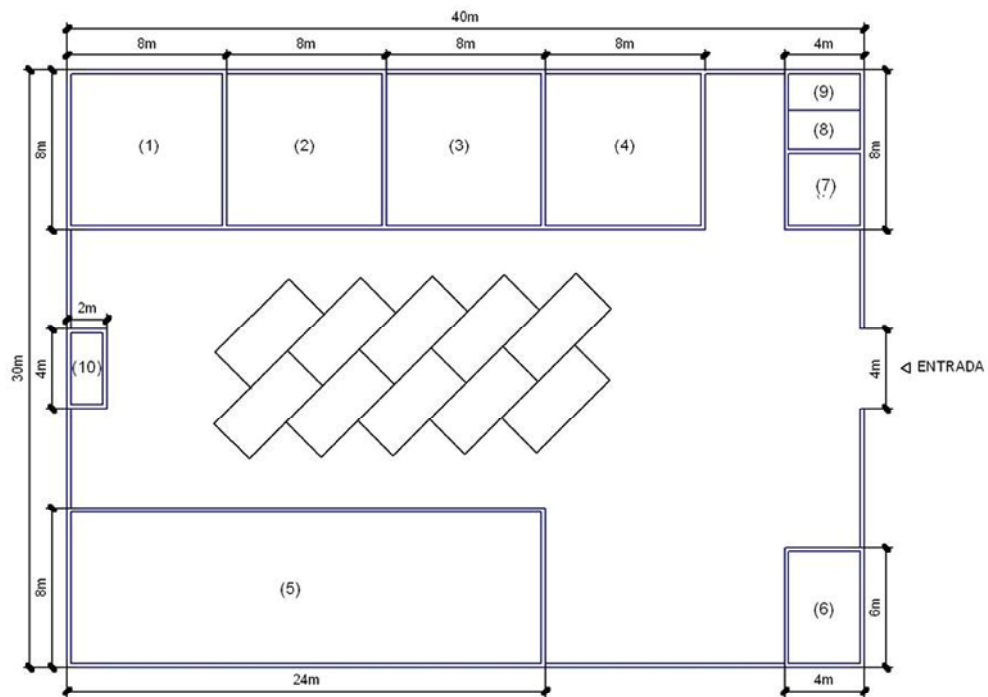 40m
8m
8m
8m
8m
4m
(9)
(8)
(7)
(1)
(2)
(3)
(4)
8m
8m
2m
(10)
4m
30m
4m
ENTRADA
8m
(5)
(6)
6m
24m
4m